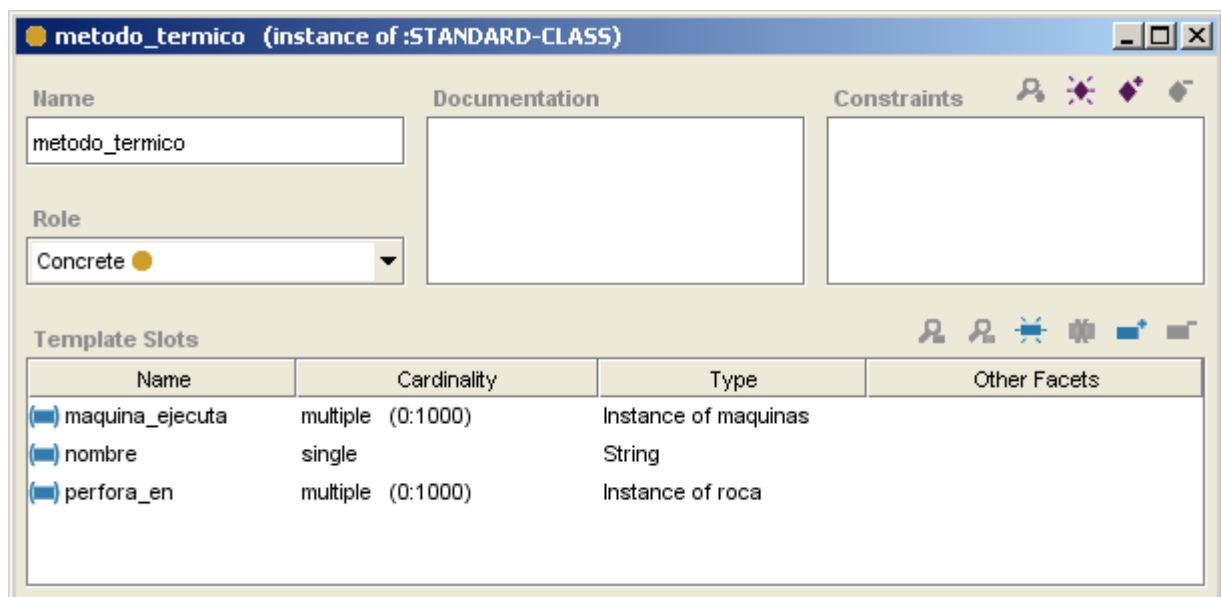 metodo_termico (instance of :STANDARD-CLASS)
Name
Documentation
Constraints
metodo_termico
Role
Concrete
Template Slots
Name Cardinality Type Other Facets
maquina_ejecuta multiple (0:1000) Instance of maquinas
nombre single String
perfora_en multiple (0:1000) Instance of roca